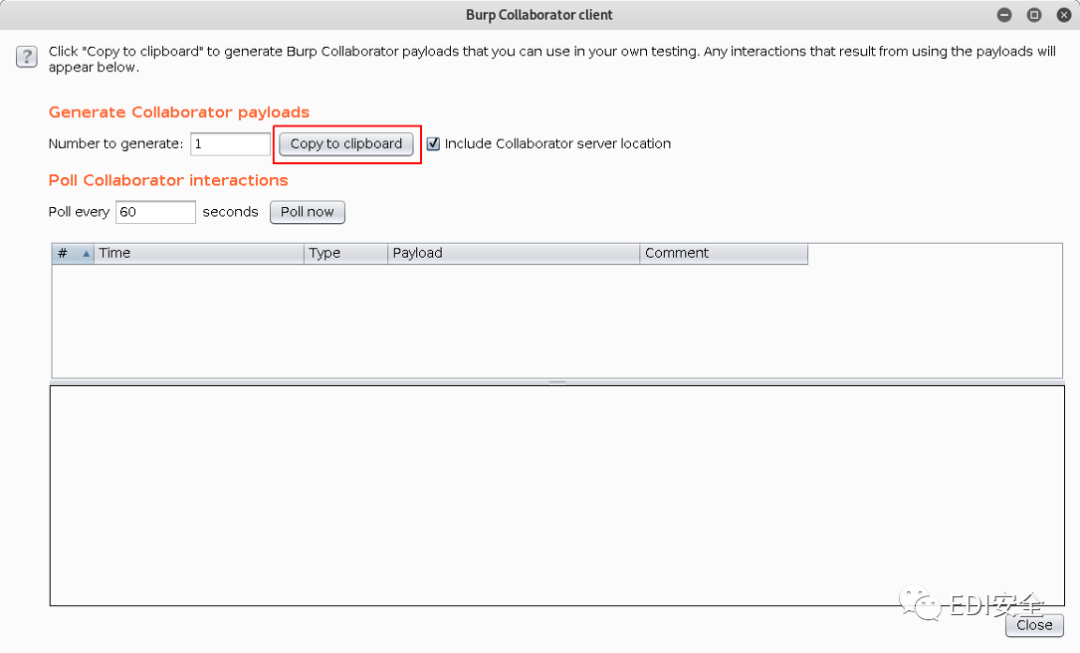 Burp Collaborator client
? Click "Copy to clipboard" to generate Burp Collaborator payloads that you can use in your own testing. Any interactions that result from using the payloads will
appear below.
Generate Collaborator payloads
Number to generate: 1 Copy to clipboard Include Collaborator server location
Poll Collaborator interactions
Poll every 60 seconds Poll now
# Time Type Payload Comment
EDI安全
Close